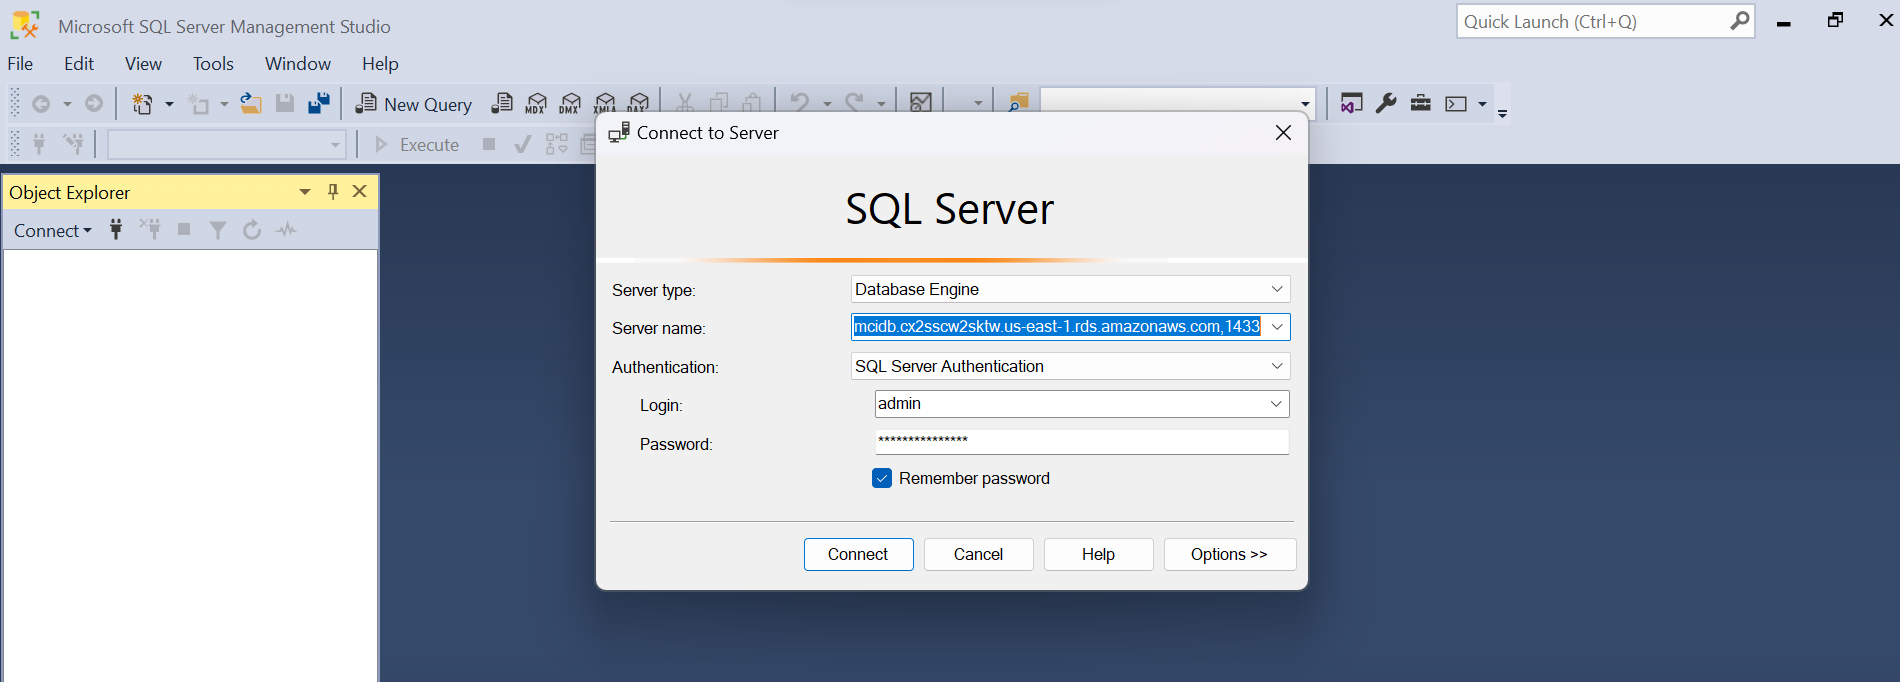 Microsoft SQL Server Management Studio
Quick Launch (Ctrl+Q)
File Edit View Tools Window Help
New Query MDX DMX XMLA DAX
Execute
Connect to Server
Object Explorer
Connect
SQL Server
Server type: Database Engine
Server name: mcidb.cx2sscw2sktw.us-east-1.rds.amazonaws.com,1433
Authentication: SQL Server Authentication
Login: admin
Password: ***************
Remember password
Connect Cancel Help Options >>